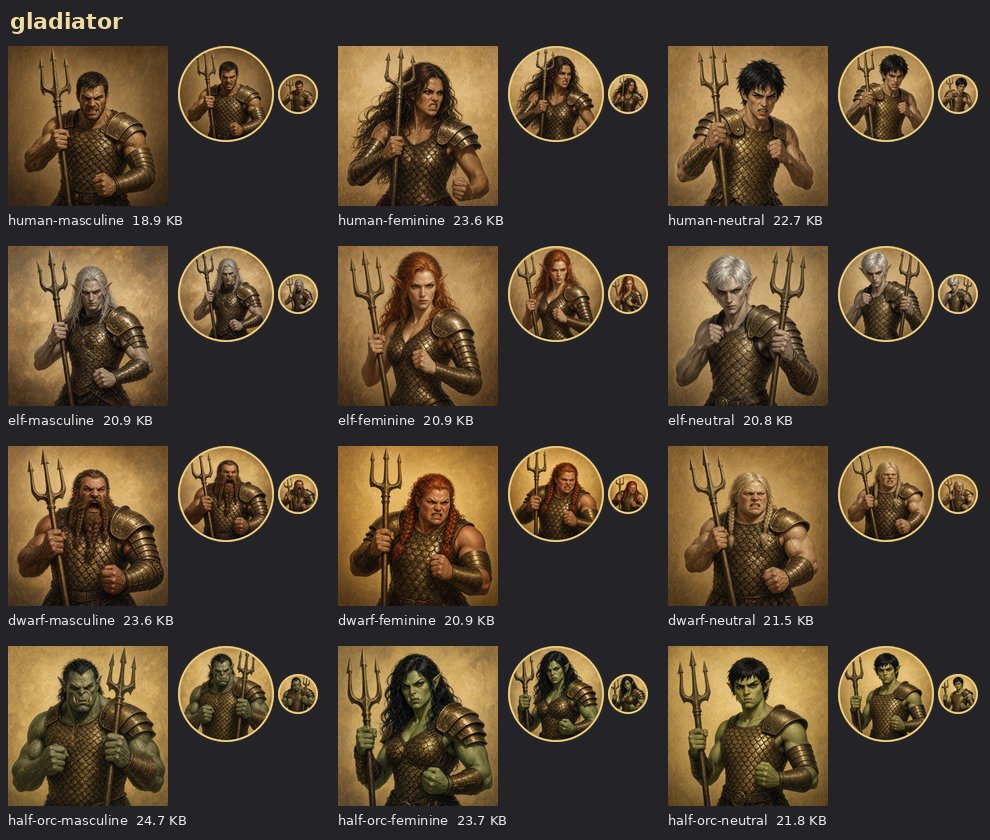 gladiator
human-masculine 18.9 KB
human-feminine 23.6 KB
human-neutral 22.7 KB
elf-masculine 20.9 KB
elf-feminine 20.9 KB
elf-neutral 20.8 KB
dwarf-masculine 23.6 KB
dwarf-feminine 20.9 KB
dwarf-neutral 21.5 KB
half-orc-masculine 24.7 KB
half-orc-feminine 23.7 KB
half-orc-neutral 21.8 KB